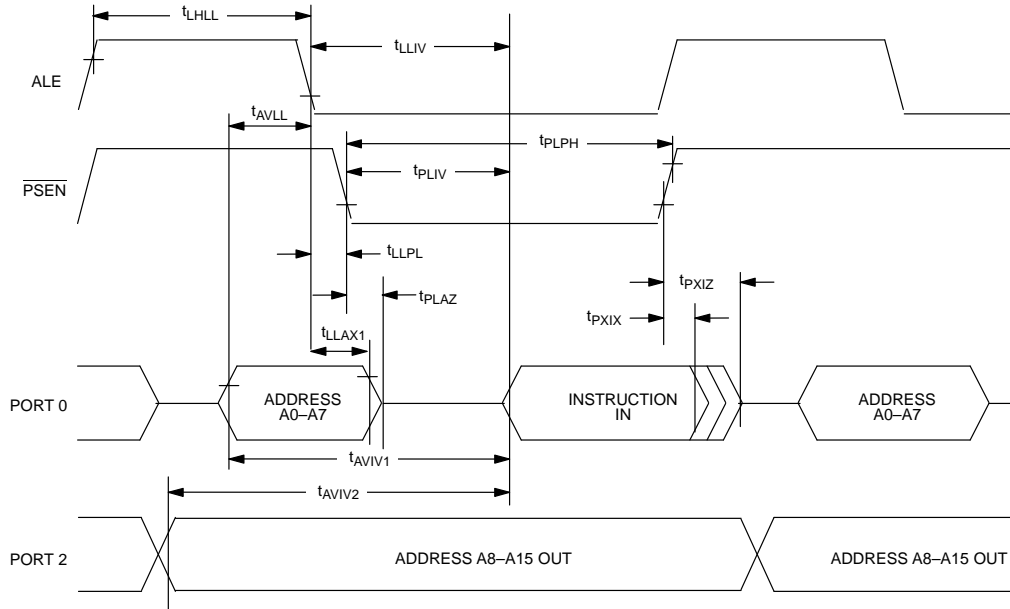 tLHLL
tLLIV
ALE
tAVLL
tPLPH
tPLIV
PSEN
tLLPL
tPLAZ
tPXIZ
tPXIX
tLLAX1
PORT 0
ADDRESS
A0–A7
INSTRUCTION
IN
ADDRESS
A0–A7
tAVIV1
tAVIV2
PORT 2
ADDRESS A8–A15 OUT
ADDRESS A8–A15 OUT